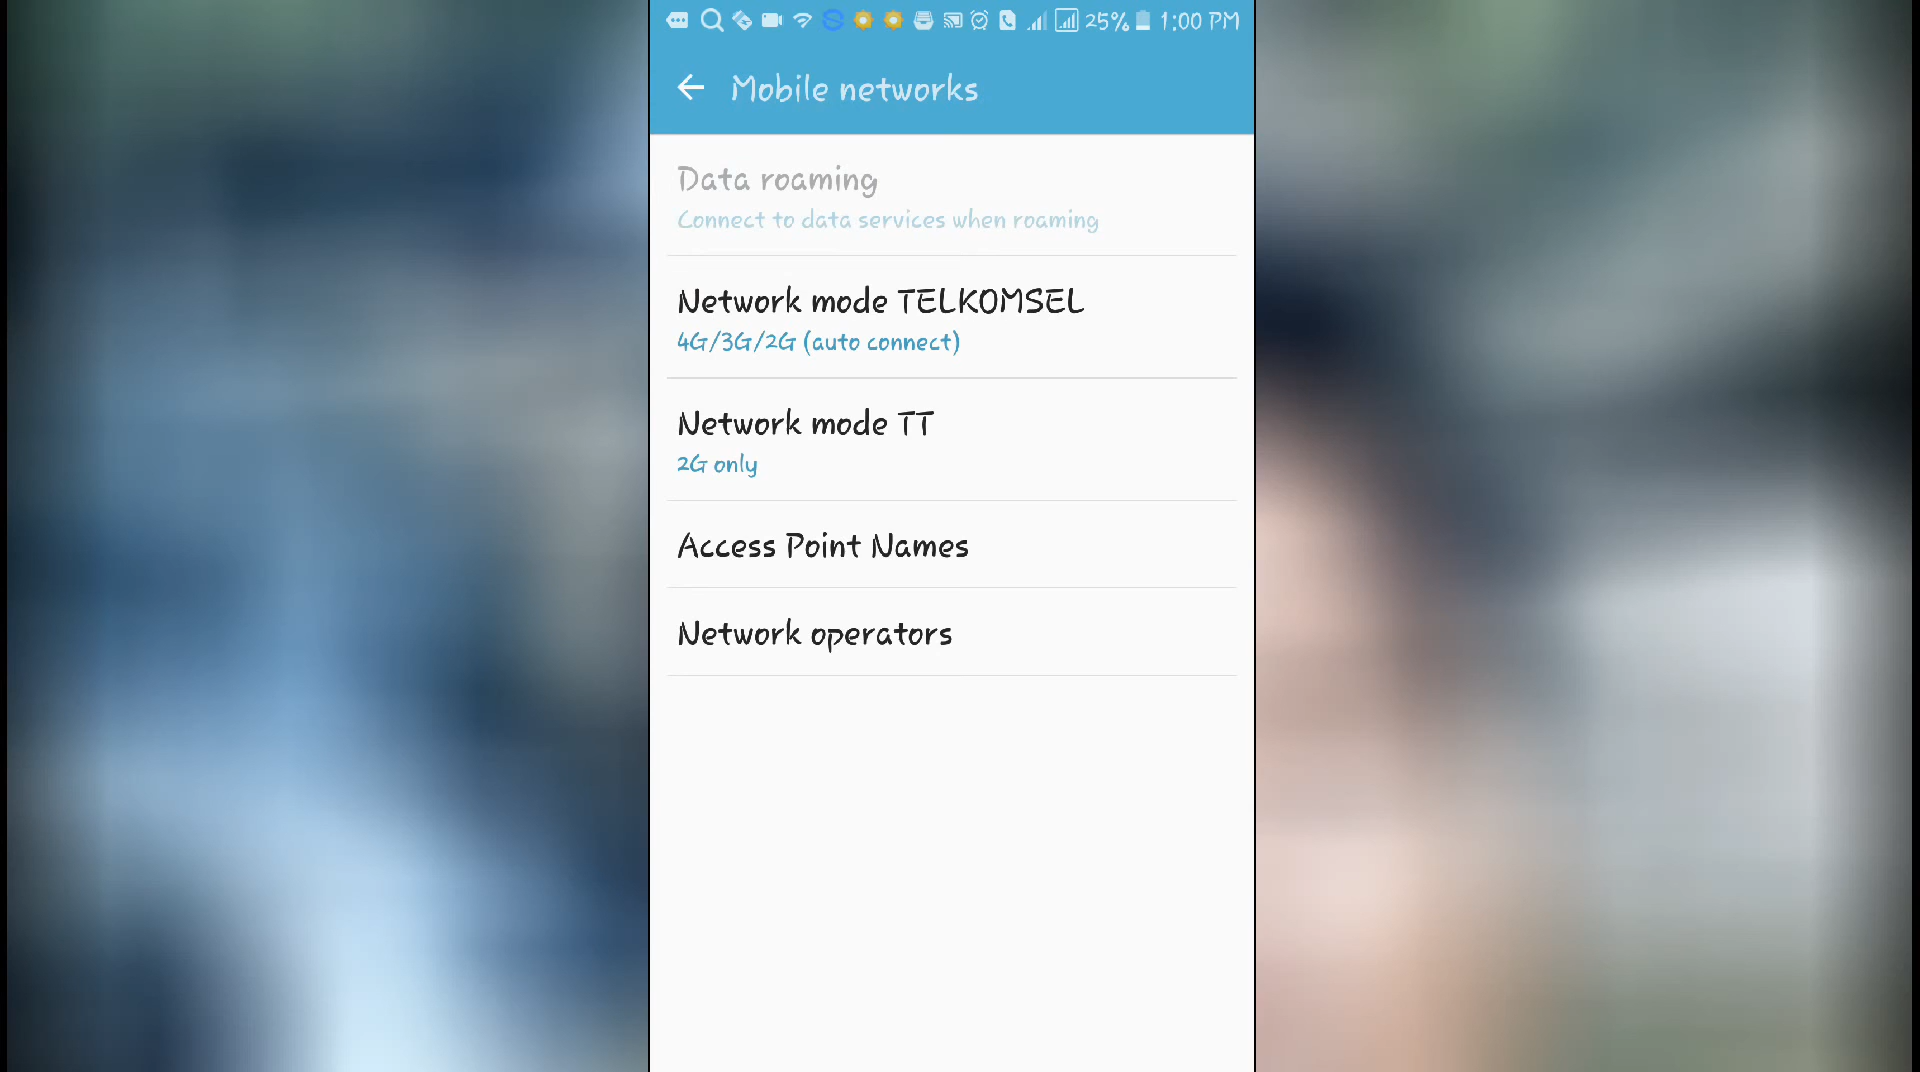 25% 1:00 PM
Mobile networks
Data roaming
Connect to data services when roaming
Network mode TELKOMSEL
4G/3G/2G (auto connect)
Network mode TT
2G only
Access Point Names
Network operators